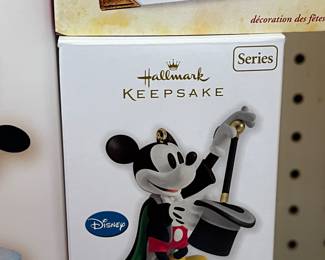 décoration des fêtes
Hallmark
KEEPSAKE
Series
Disney